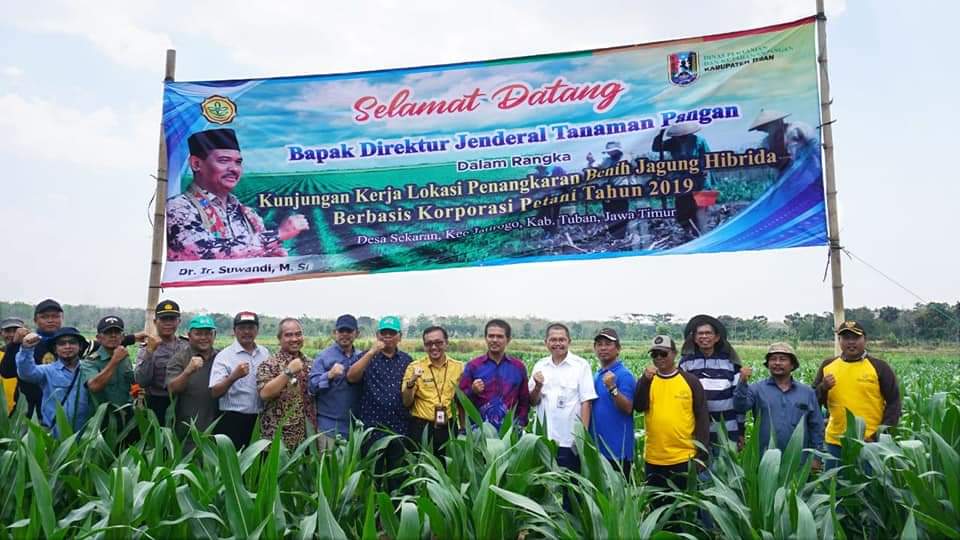 Selamat Datang
DINAS PERTANIAN
DAN KETAHANAN PANGAN
KABUPATEN TUBAN
Bapak Direktur Jenderal Tanaman Pangan
Dalam Rangka
Kunjungan Kerja Lokasi Penangkaran Benih Jagung Hibrida
Berbasis Korporasi Petani Tahun 2019
Desa Sekaran, Kec Jatirogo, Kab. Tuban, Jawa Timur
Dr. Ir. Suwandi, M. Si